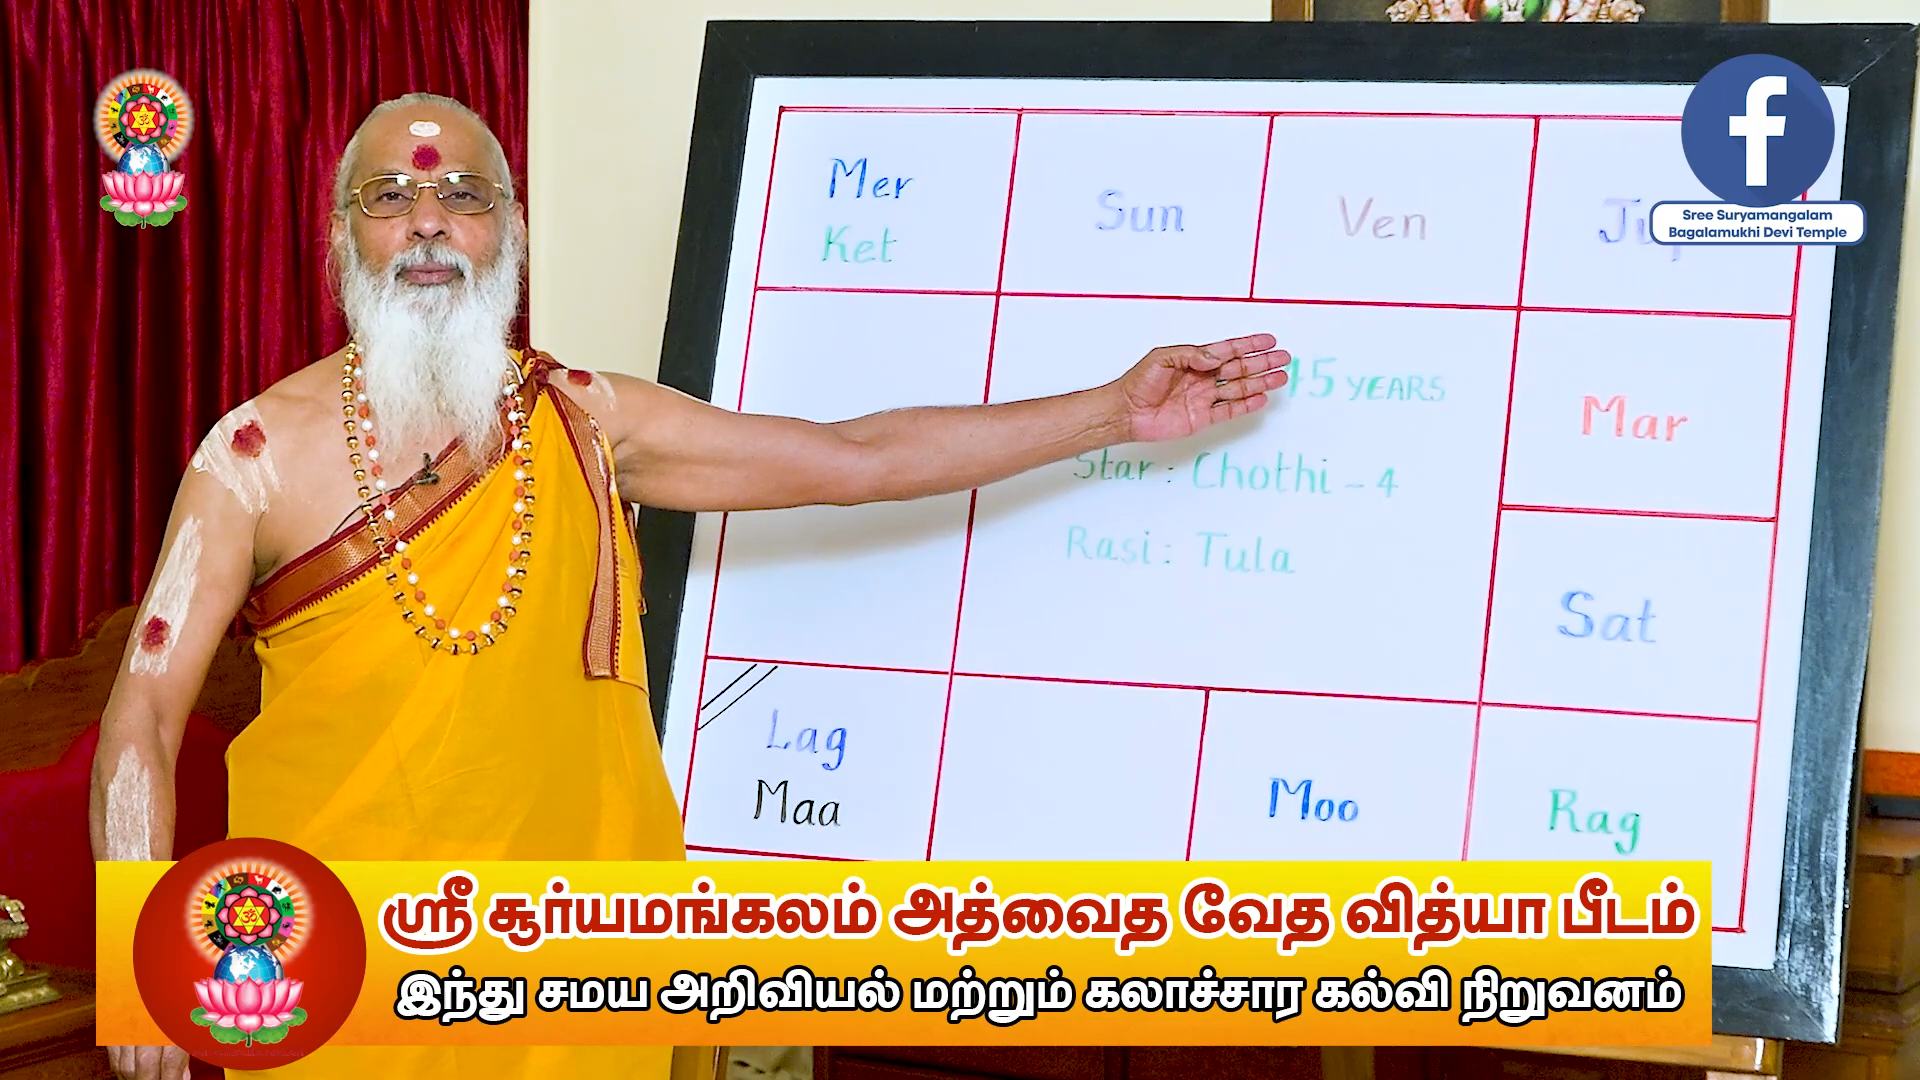 Mer
Ket
Sun
Ven
Sree Suryamangalam
Bagalamukhi Devi Temple
45 YEARS
Star : Chothi - 4
Rasi : Tula
Mar
Sat
Lag
Maa
Moo
Rag
ஸ்ரீ சூர்யமங்கலம் அத்வைத வேத வித்யா பீடம்
இந்து சமய அறிவியல் மற்றும் கலாச்சார கல்வி நிறுவனம்